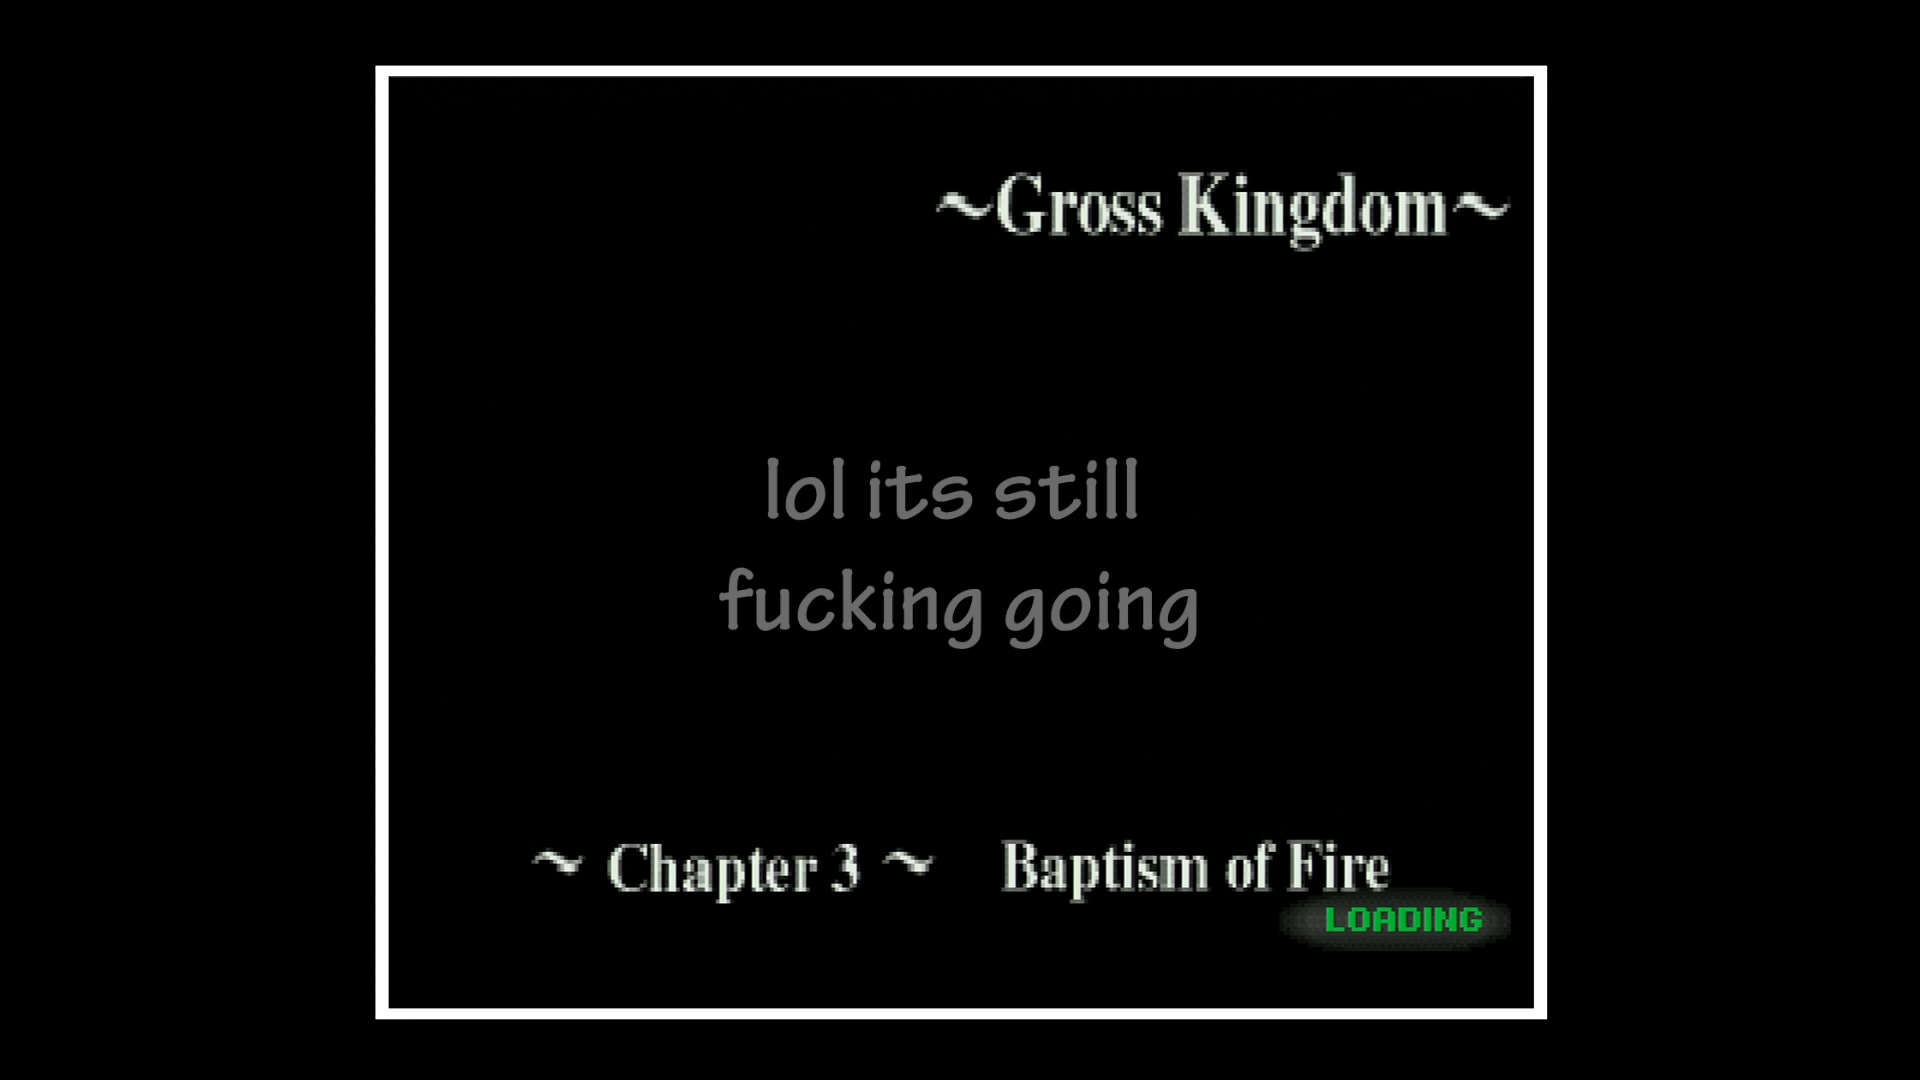 ~Gross Kingdom~
lol its still
fucking going
~ Chapter 3 ~ Baptism of Fire
LOADING